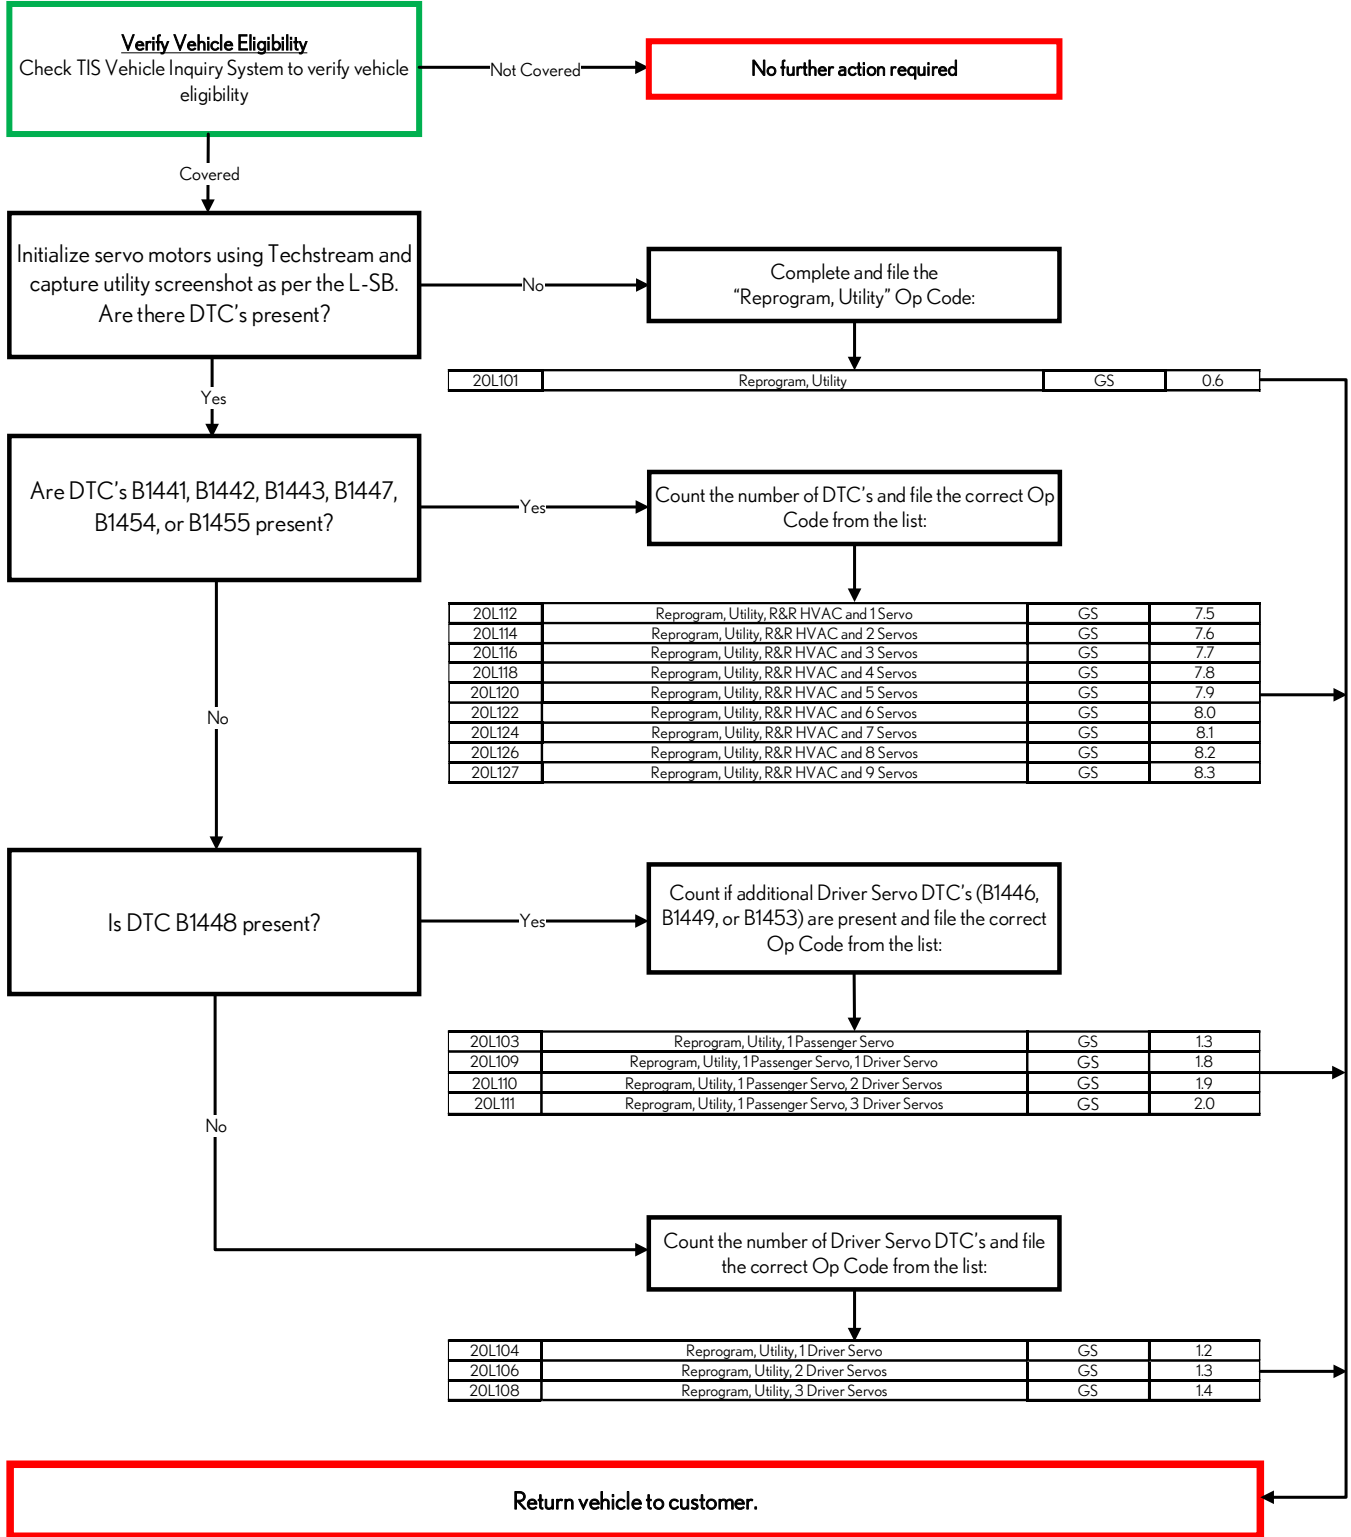 Verify Vehicle Eligibility
Check TIS Vehicle Inquiry System to verify vehicle
eligibility
Not Covered
No further action required
Covered
Initialize servo motors using Techstream and
capture utility screenshot as per the L-SB.
Are there DTC's present?
No
Complete and file the
“Reprogram, Utility” Op Code:
20L101 Reprogram, Utility GS 0.6
Yes
Are DTC's B1441, B1442, B1443, B1447,
B1454, or B1455 present?
Yes
Count the number of DTC's and file the correct Op
Code from the list:
20L112 Reprogram, Utility, R&R HVAC and 1 Servo GS 7.5
20L114 Reprogram, Utility, R&R HVAC and 2 Servos GS 7.6
20L116 Reprogram, Utility, R&R HVAC and 3 Servos GS 7.7
20L118 Reprogram, Utility, R&R HVAC and 4 Servos GS 7.8
20L120 Reprogram, Utility, R&R HVAC and 5 Servos GS 7.9
20L122 Reprogram, Utility, R&R HVAC and 6 Servos GS 8.0
20L124 Reprogram, Utility, R&R HVAC and 7 Servos GS 8.1
20L126 Reprogram, Utility, R&R HVAC and 8 Servos GS 8.2
20L127 Reprogram, Utility, R&R HVAC and 9 Servos GS 8.3
No
Is DTC B1448 present?
Yes
Count if additional Driver Servo DTC's (B1446,
B1449, or B1453) are present and file the correct
Op Code from the list:
20L103 Reprogram, Utility, 1 Passenger Servo GS 1.3
20L109 Reprogram, Utility, 1 Passenger Servo, 1 Driver Servo GS 1.8
20L110 Reprogram, Utility, 1 Passenger Servo, 2 Driver Servos GS 1.9
20L111 Reprogram, Utility, 1 Passenger Servo, 3 Driver Servos GS 2.0
No
Count the number of Driver Servo DTC's and file
the correct Op Code from the list:
20L104 Reprogram, Utility, 1 Driver Servo GS 1.2
20L106 Reprogram, Utility, 2 Driver Servos GS 1.3
20L108 Reprogram, Utility, 3 Driver Servos GS 1.4
Return vehicle to customer.